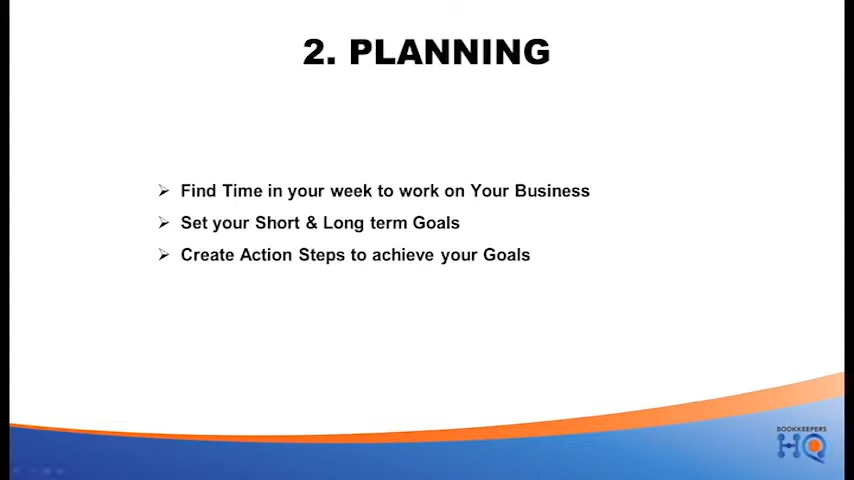 2. PLANNING
Find Time in your week to work on Your Business
Set your Short & Long term Goals
Create Action Steps to achieve your Goals
BOOKKEEPERS
HQ